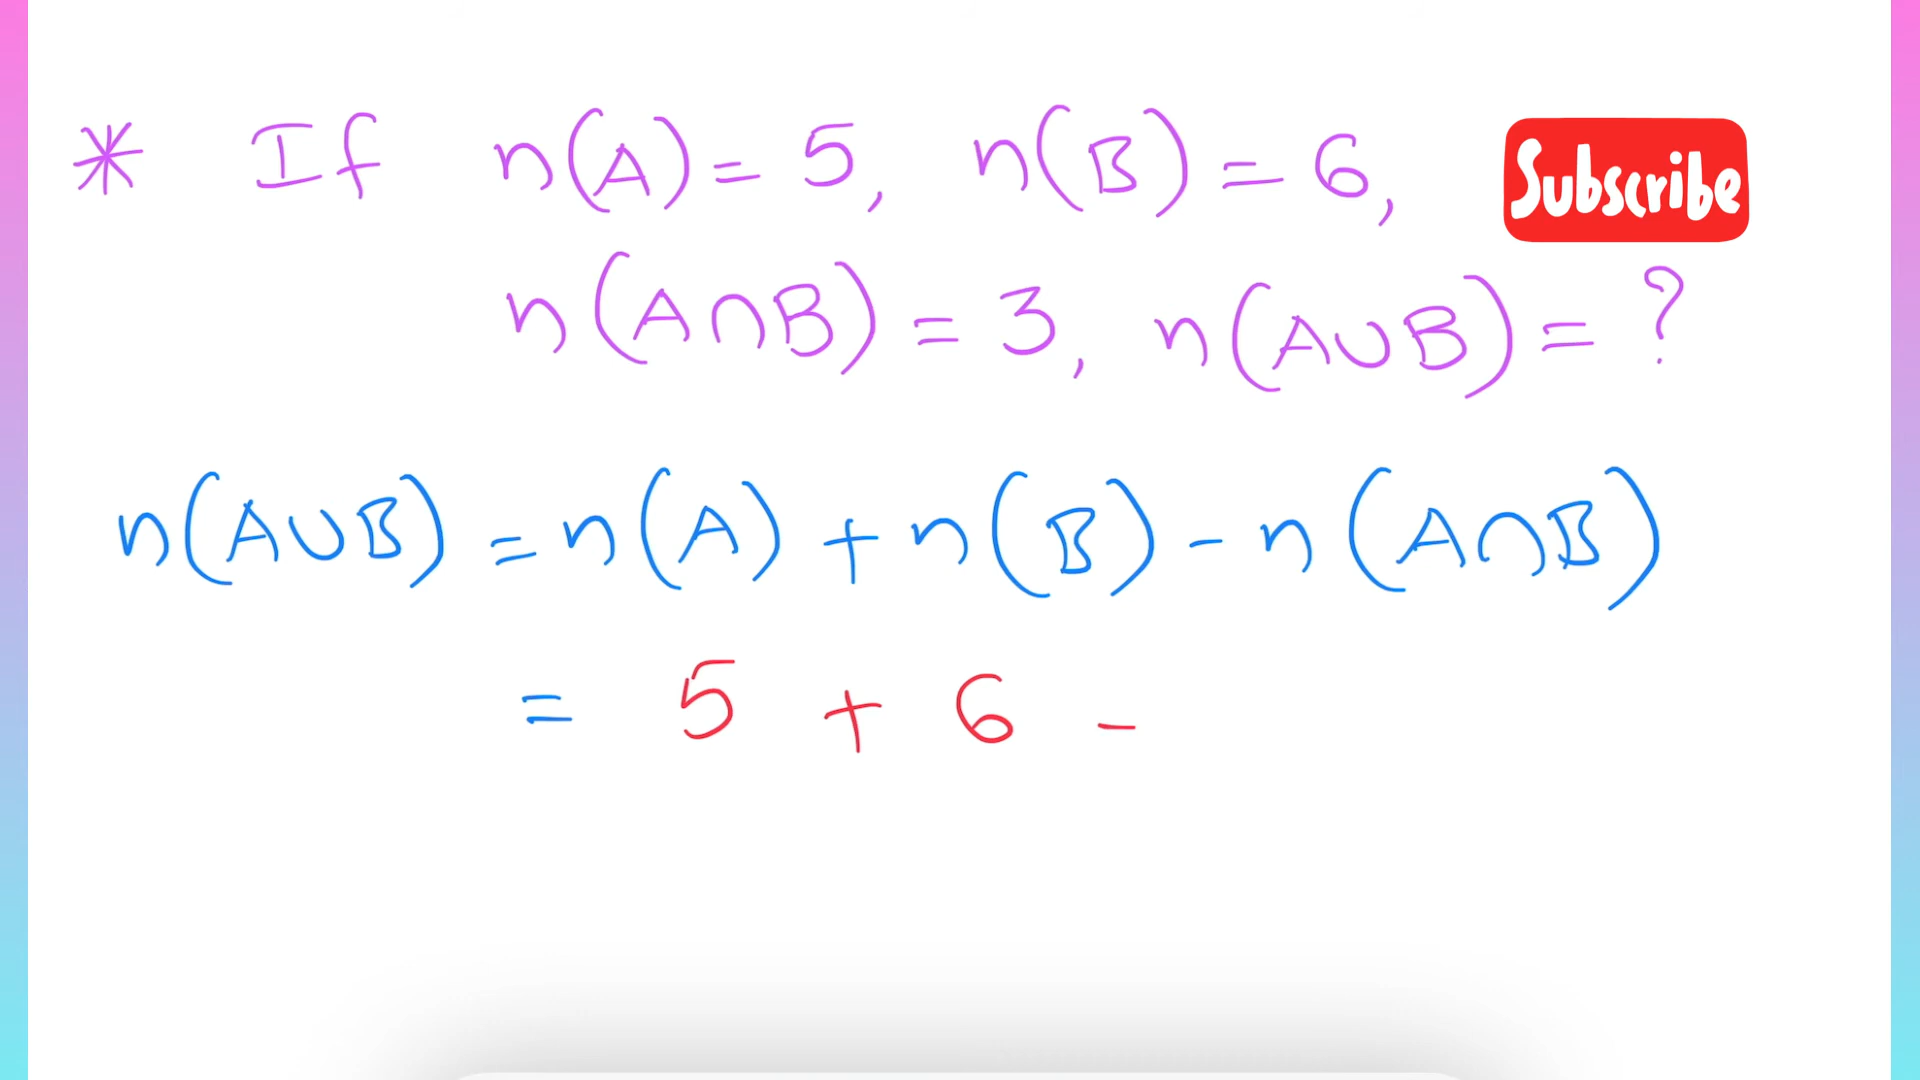 * If n(A) = 5, n(B) = 6,
Subscribe
n(A∩B) = 3, n(A∪B) = ?
n(A∪B) = n(A) + n(B) - n(A∩B)
= 5 + 6 -